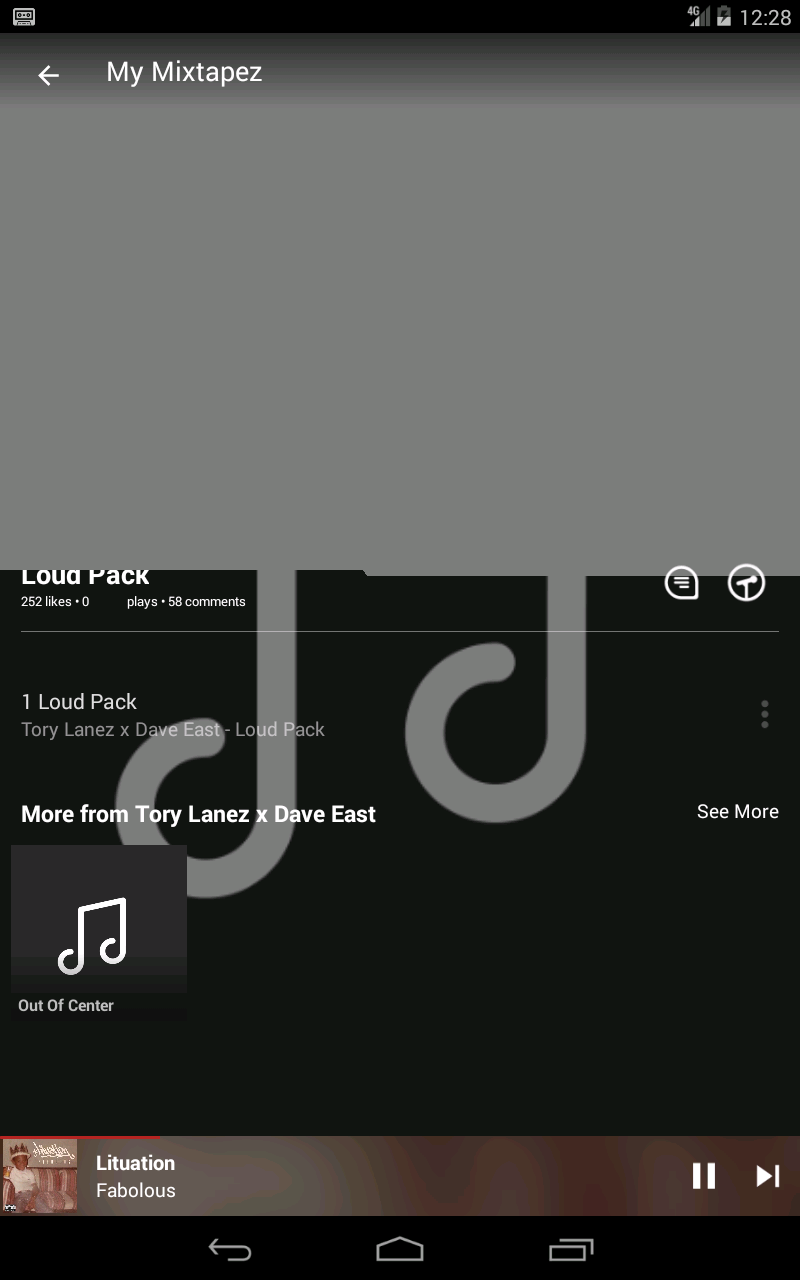 4G 12:28
My Mixtapez
Loud Pack
252 likes • 0 plays • 58 comments
1 Loud Pack
Tory Lanez x Dave East - Loud Pack
More from Tory Lanez x Dave East
See More
Out Of Center
Lituation
Fabolous